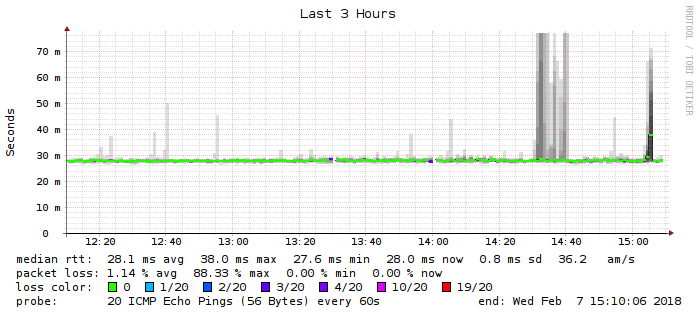 Last 3 Hours
RRDTOOL / TOBI OETIKER
Seconds
70 m
60 m
50 m
40 m
30 m
20 m
10 m
0
12:20 12:40 13:00 13:20 13:40 14:00 14:20 14:40 15:00
median rtt: 28.1 ms avg 38.0 ms max 27.6 ms min 28.0 ms now 0.8 ms sd 36.2 am/s
packet loss: 1.14 % avg 88.33 % max 0.00 % min 0.00 % now
loss color: 0 1/20 2/20 3/20 4/20 10/20 19/20
probe: 20 ICMP Echo Pings (56 Bytes) every 60s end: Wed Feb 7 15:10:06 2018